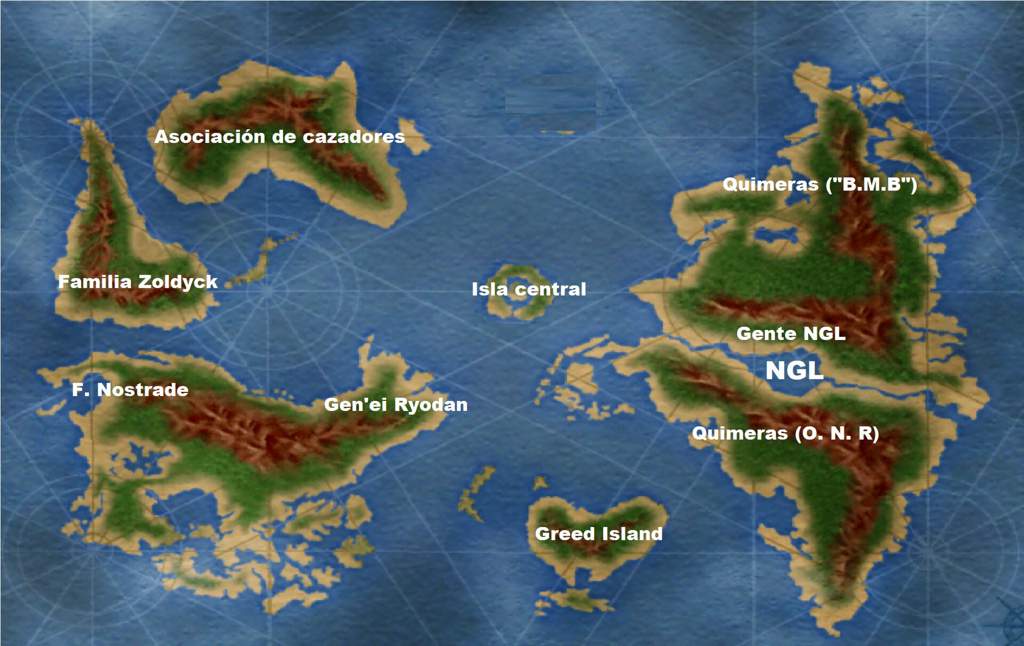 Asociación de cazadores
Quimeras ("B.M.B")
Familia Zoldyck
Isla central
Gente NGL
NGL
F. Nostrade
Gen'ei Ryodan
Quimeras (O. N. R)
Greed Island